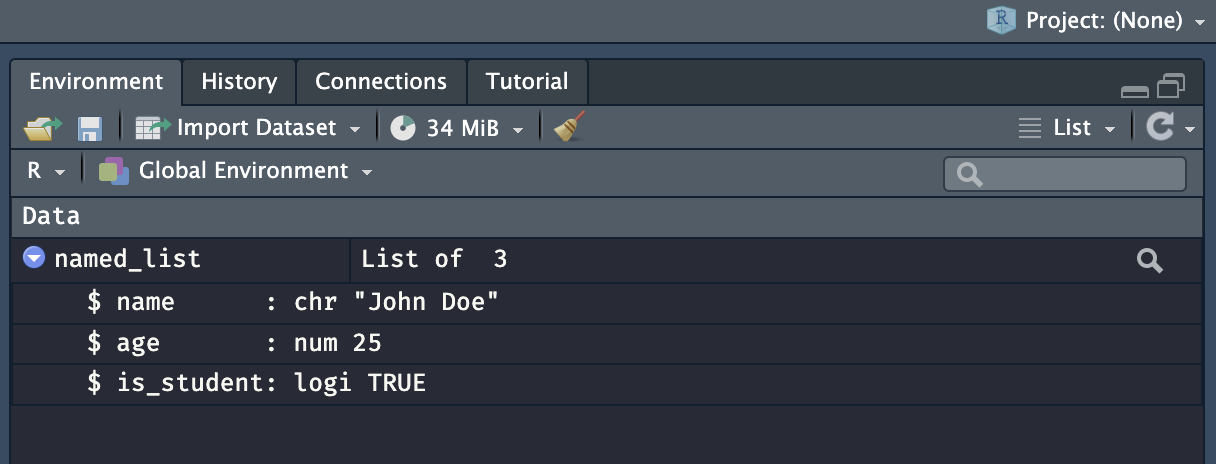 Project: (None)
Environment History Connections Tutorial
Import Dataset 34 MiB List
R Global Environment
Data
named_list List of  3
$ name      : chr "John Doe"
$ age       : num 25
$ is_student: logi TRUE